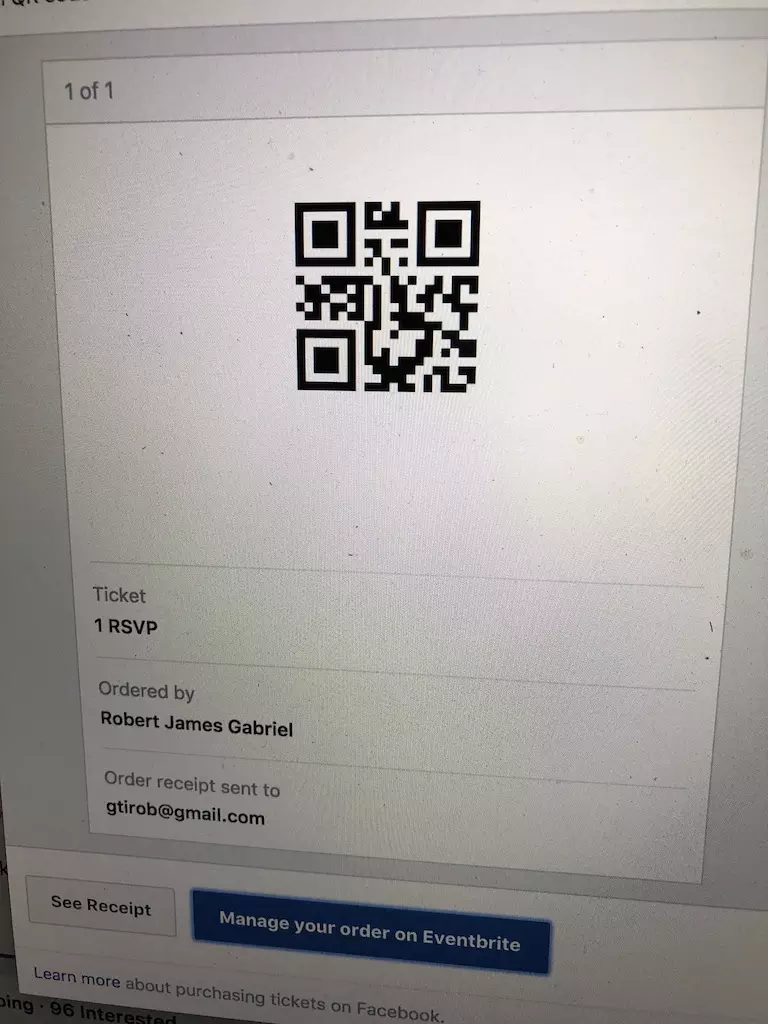 1 of 1
Ticket
1 RSVP
Ordered by
Robert James Gabriel
Order receipt sent to
gtirob@gmail.com
See Receipt
Manage your order on Eventbrite
Learn more about purchasing tickets on Facebook.
· 96 Interested